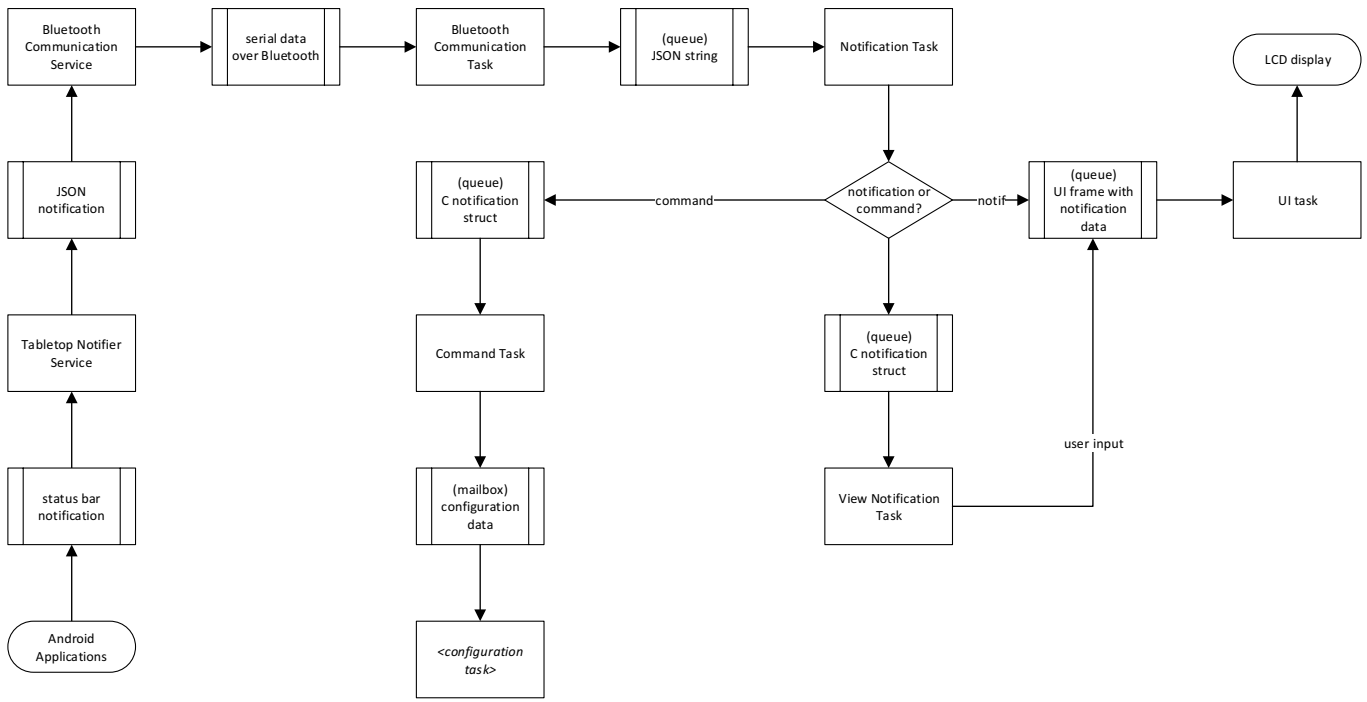 Bluetooth
Communication
Service
serial data
over Bluetooth
Bluetooth
Communication
Task
(queue)
JSON string
Notification Task
LCD display
JSON
notification
(queue)
C notification
struct
command
notification or
command?
notif
(queue)
UI frame with
notification
data
UI task
Tabletop Notifier
Service
Command Task
(queue)
C notification
struct
user input
status bar
notification
(mailbox)
configuration
data
View Notification
Task
Android
Applications
<configuration
task>